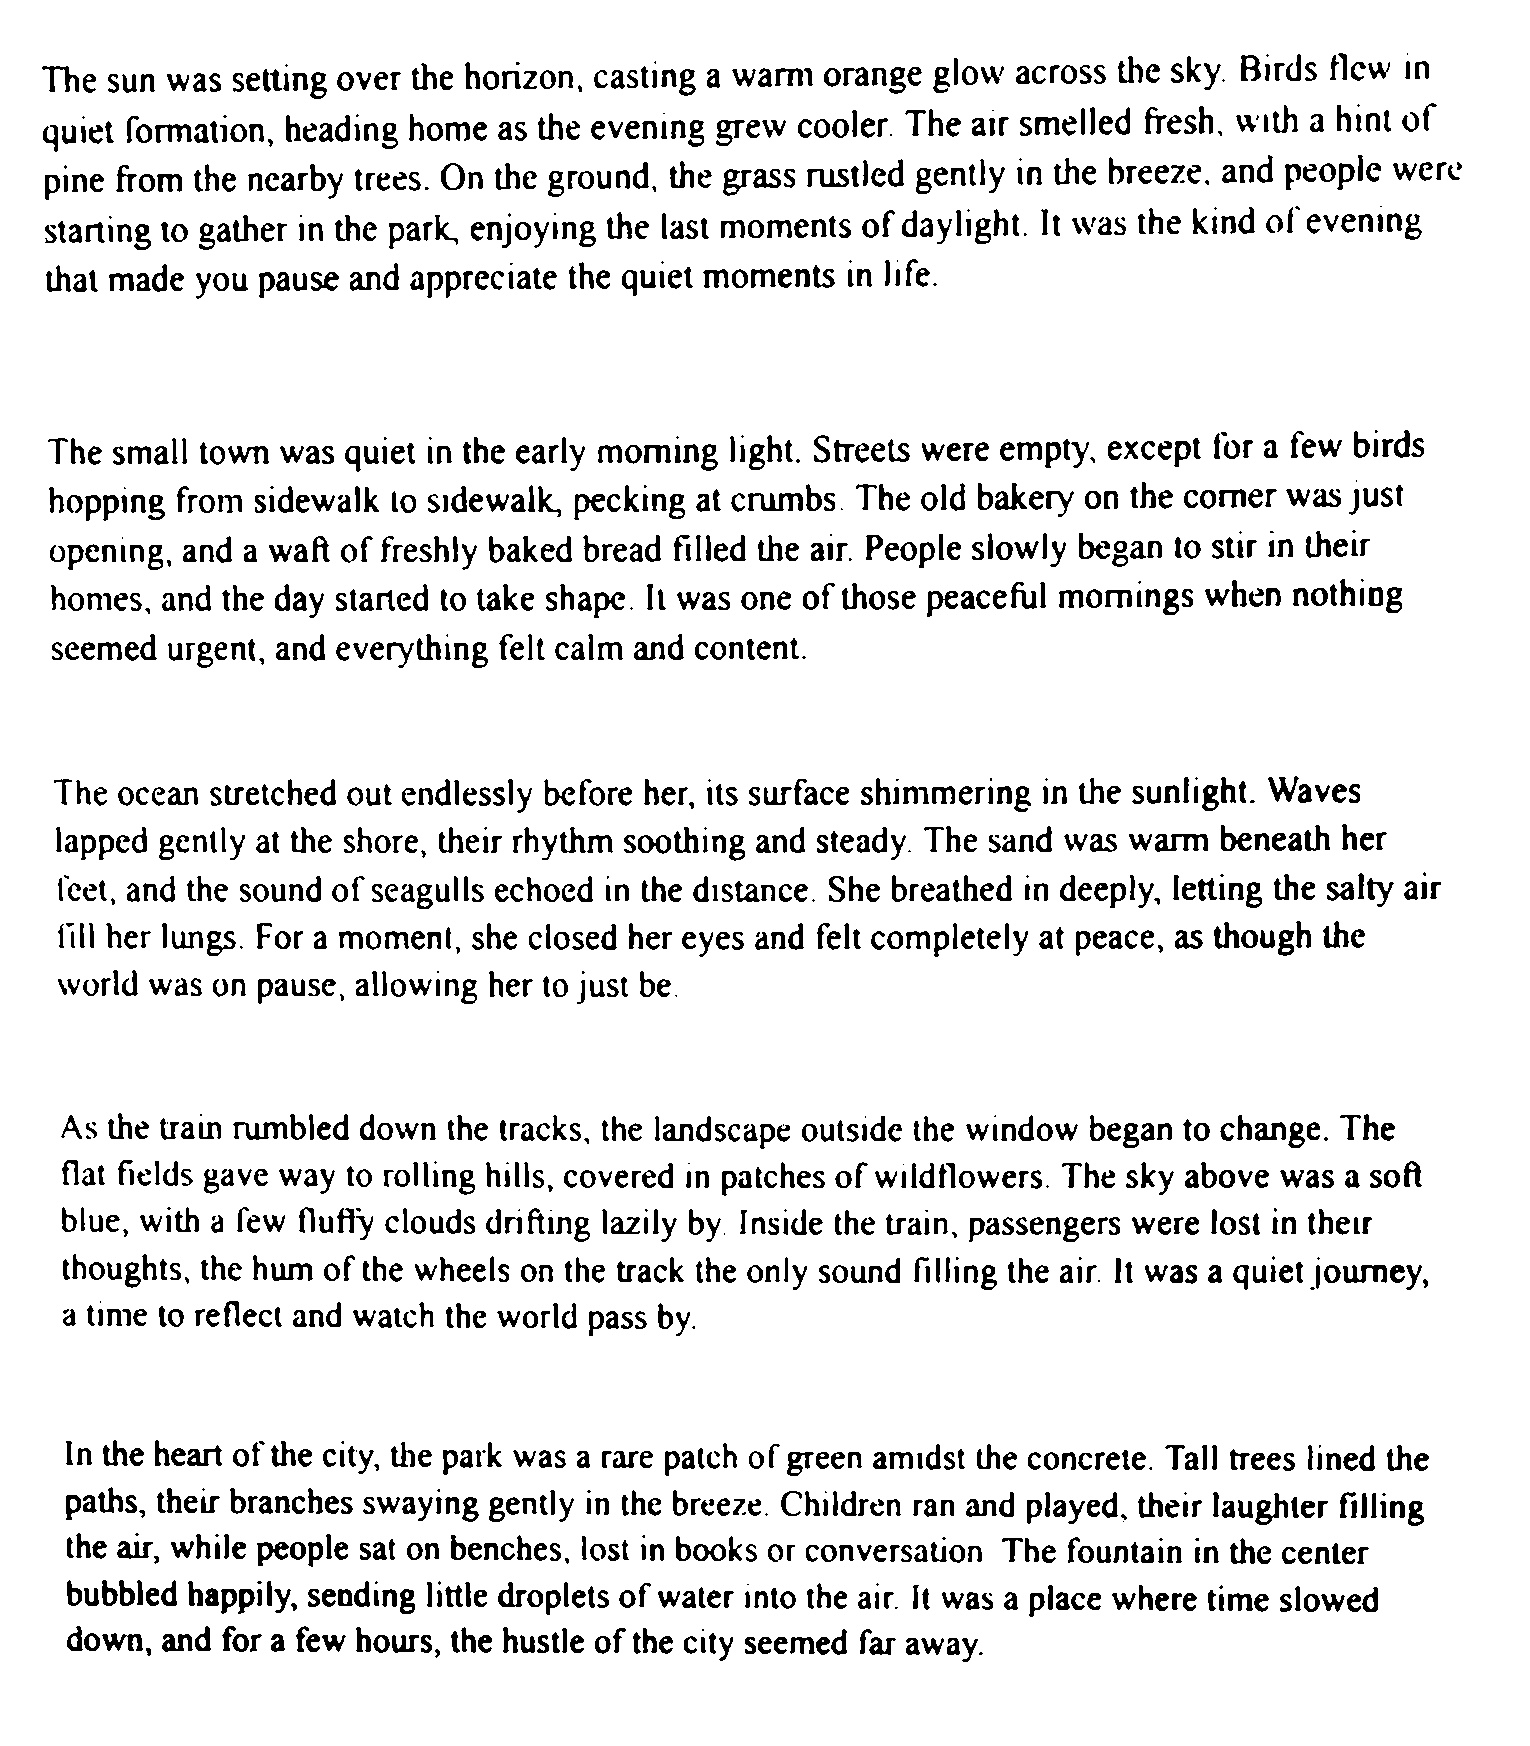 The sun was setting over the horizon, casting a warm orange glow across the sky. Birds flew in
quiet formation, heading home as the evening grew cooler. The air smelled fresh, with a hint of
pine from the nearby trees. On the ground, the grass rustled gently in the breeze, and people were
starting to gather in the park, enjoying the last moments of daylight. It was the kind of evening
that made you pause and appreciate the quiet moments in life.
The small town was quiet in the early morning light. Streets were empty, except for a few birds
hopping from sidewalk to sidewalk, pecking at crumbs. The old bakery on the corner was just
opening, and a waft of freshly baked bread filled the air. People slowly began to stir in their
homes, and the day started to take shape. It was one of those peaceful mornings when nothing
seemed urgent, and everything felt calm and content.
The ocean stretched out endlessly before her, its surface shimmering in the sunlight. Waves
lapped gently at the shore, their rhythm soothing and steady. The sand was warm beneath her
feet, and the sound of seagulls echoed in the distance. She breathed in deeply, letting the salty air
fill her lungs. For a moment, she closed her eyes and felt completely at peace, as though the
world was on pause, allowing her to just be.
As the train rumbled down the tracks, the landscape outside the window began to change. The
flat fields gave way to rolling hills, covered in patches of wildflowers. The sky above was a soft
blue, with a few fluffy clouds drifting lazily by. Inside the train, passengers were lost in their
thoughts, the hum of the wheels on the track the only sound filling the air. It was a quiet journey,
a time to reflect and watch the world pass by.
In the heart of the city, the park was a rare patch of green amidst the concrete. Tall trees lined the
paths, their branches swaying gently in the breeze. Children ran and played, their laughter filling
the air, while people sat on benches, lost in books or conversation The fountain in the center
bubbled happily, sending little droplets of water into the air. It was a place where time slowed
down, and for a few hours, the hustle of the city seemed far away.